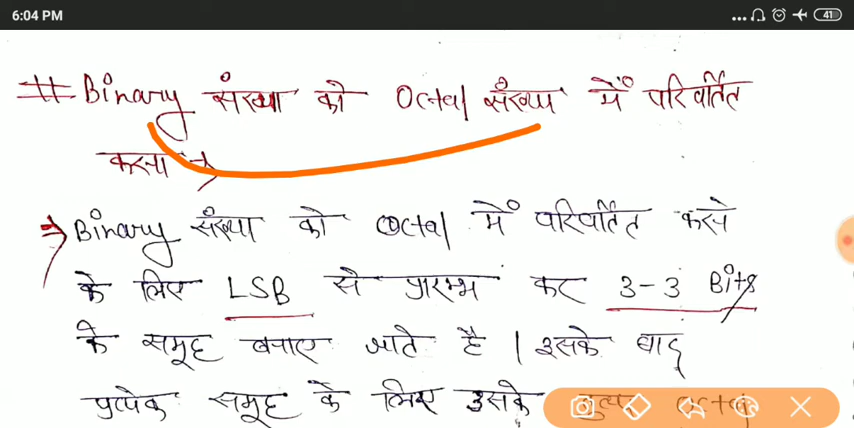 6:04 PM
41
# Binary संख्या को Octal संख्या में परिवर्तित
करना →
⇒ Binary संख्या को Octal में परिवर्तित करने
के लिए LSB से प्रारम्भ कर 3-3 Bits
के समूह बनाए जाते है | इसके बाद
प्रत्येक समूह के लिए उसके तुल्य Octal